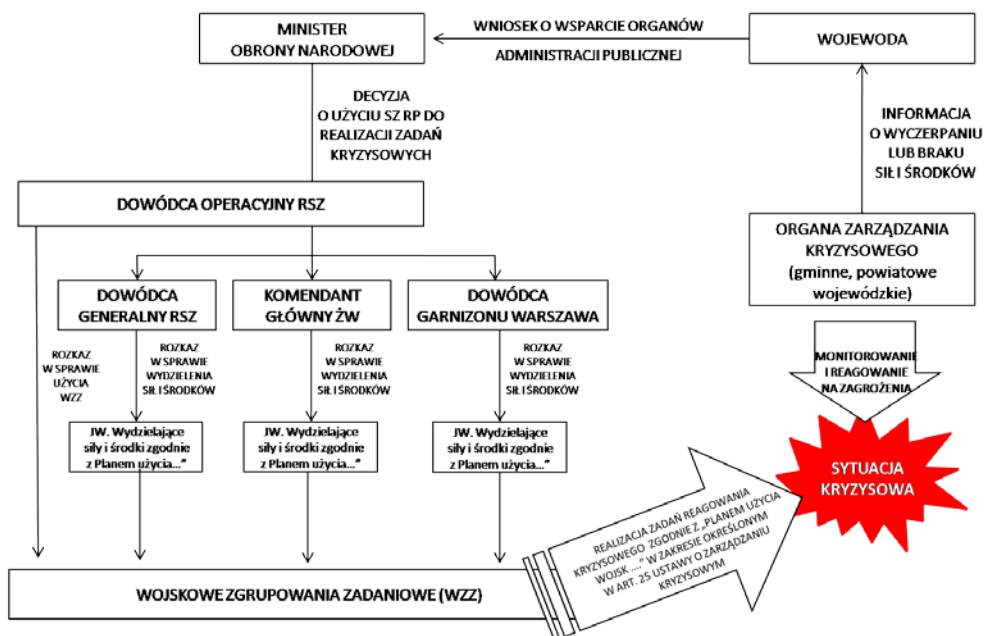 MINISTER
OBRONY NARODOWEJ
WNIOSEK O WSPARCIE ORGANÓW
ADMINISTRACJI PUBLICZNEJ
WOJEWODA
DECYZJA
O UŻYCIU SZ RP DO
REALIZACJI ZADAŃ
KRYZYSOWYCH
INFORMACJA
O WYCZERPANIU
LUB BRAKU
SIŁ I ŚRODKÓW
DOWÓDCA OPERACYJNY RSZ
ORGANA ZARZĄDZANIA
KRYZYSOWEGO
(gminne, powiatowe
wojewódzkie)
DOWÓDCA
GENERALNY RSZ
KOMENDANT
GŁÓWNY ŻW
DOWÓDCA
GARNIZONU WARSZAWA
ROZKAZ
W SPRAWIE
UŻYCIA
WZZ
ROZKAZ
W SPRAWIE
WYDZIELENIA
SIŁ I ŚRODKÓW
ROZKAZ
W SPRAWIE
WYDZIELENIA
SIŁ I ŚRODKÓW
ROZKAZ
W SPRAWIE
WYDZIELENIA
SIŁ I ŚRODKÓW
MONITOROWANIE
I REAGOWANIE
NA ZAGROŻENIA
JW. Wydzielające
siły i środki zgodnie
z Planem użycia..."
JW. Wydzielające
siły i środki zgodnie
z Planem użycia..."
JW. Wydzielające
siły i środki zgodnie
z Planem użycia..."
SYTUACJA
KRYZYSOWA
REALIZACJA ZADAŃ REAGOWANIA
KRYZYSOWEGO ZGODNIE Z „PLANEM UŻYCIA
WOJSK ...." W ZAKRESIE OKREŚLONYM
W ART. 25 USTAWY O ZARZĄDZANIU
KRYZYSOWYM
WOJSKOWE ZGRUPOWANIA ZADANIOWE (WZZ)